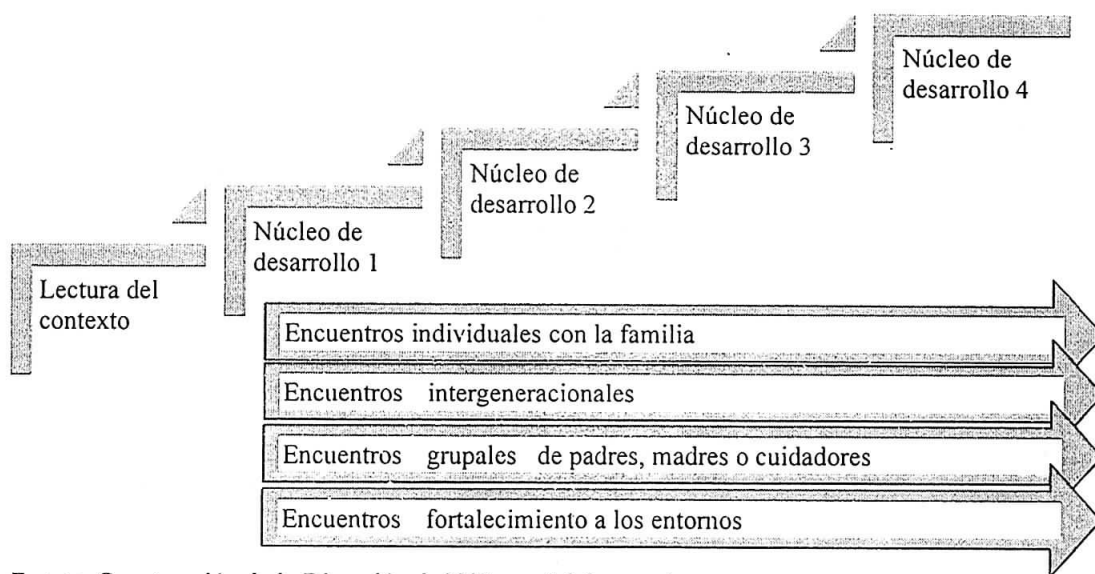 Núcleo de
desarrollo 4
Núcleo de
desarrollo 3
Núcleo de
desarrollo 2
Núcleo de
desarrollo 1
Lectura del
contexto
Encuentros individuales con la familia
Encuentros intergeneracionales
Encuentros grupales de padres, madres o cuidadores
Encuentros fortalecimiento a los entornos